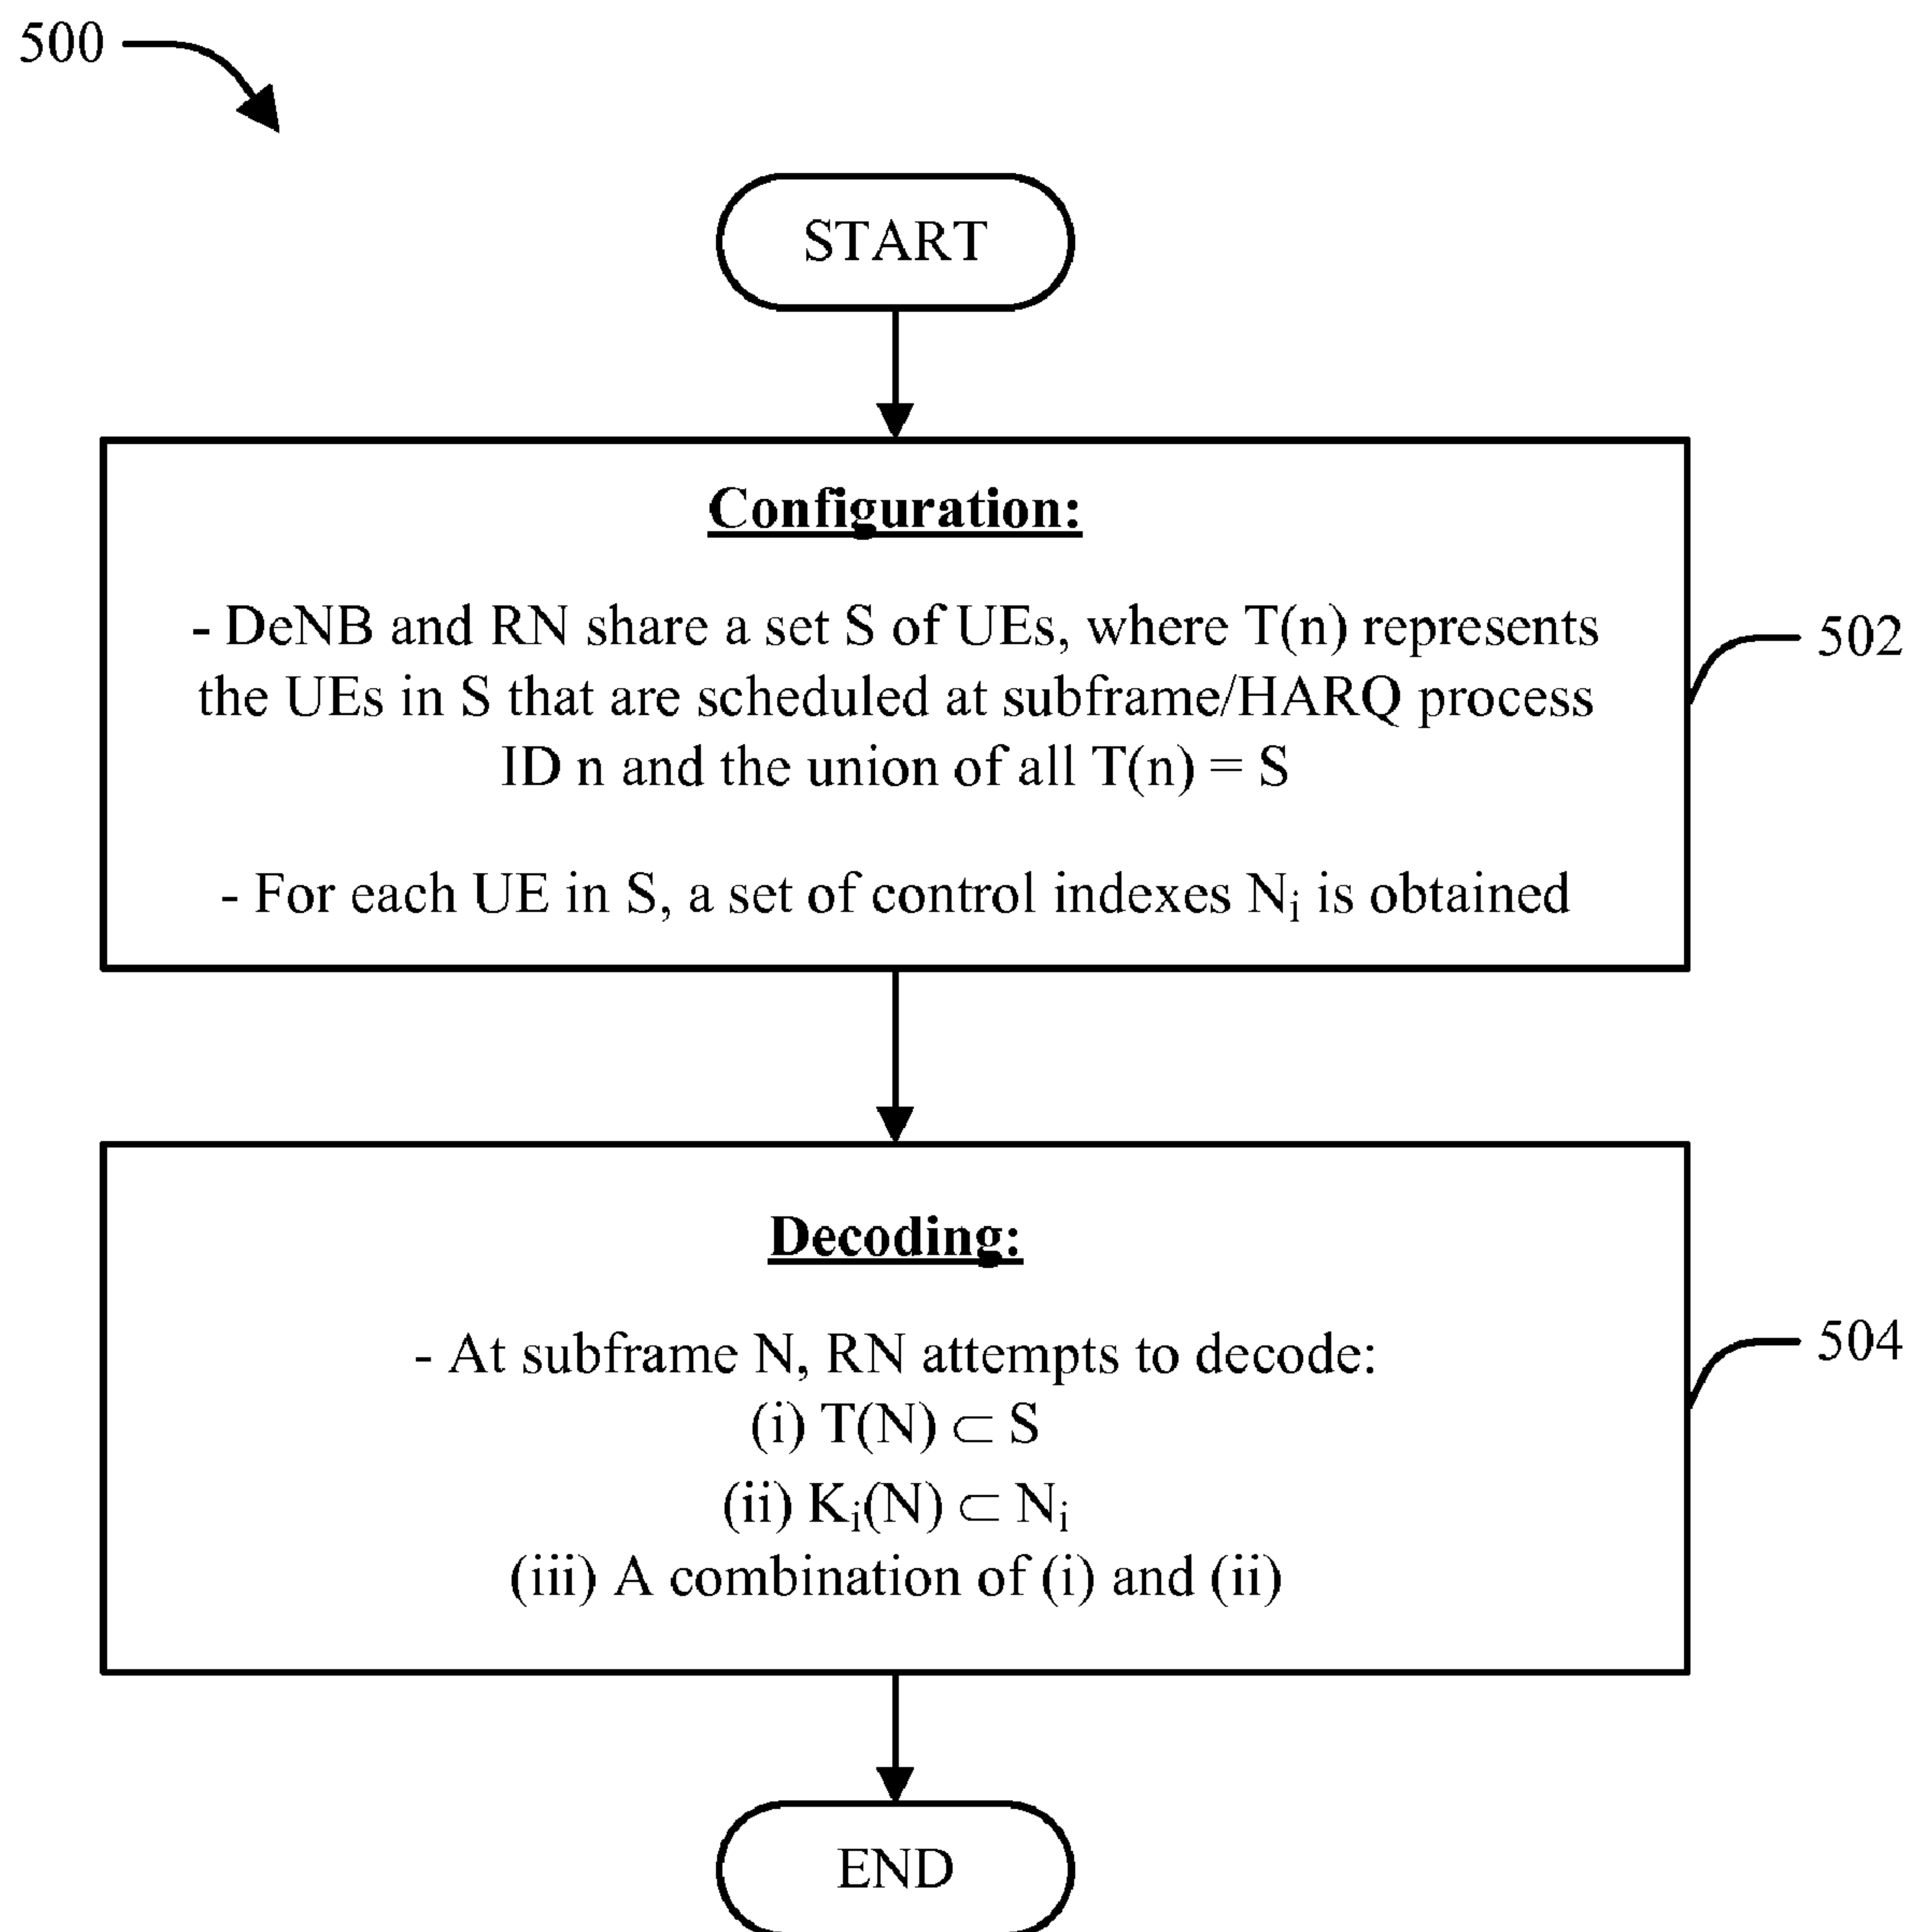 500
START
Configuration:
- DeNB and RN share a set S of UEs, where T(n) represents
the UEs in S that are scheduled at subframe/HARQ process
ID n and the union of all T(n) = S
- For each UE in S, a set of control indexes Nᵢ is obtained
502
Decoding:
- At subframe N, RN attempts to decode:
(i) T(N) ⊂ S
(ii) Kᵢ(N) ⊂ Nᵢ
(iii) A combination of (i) and (ii)
504
END